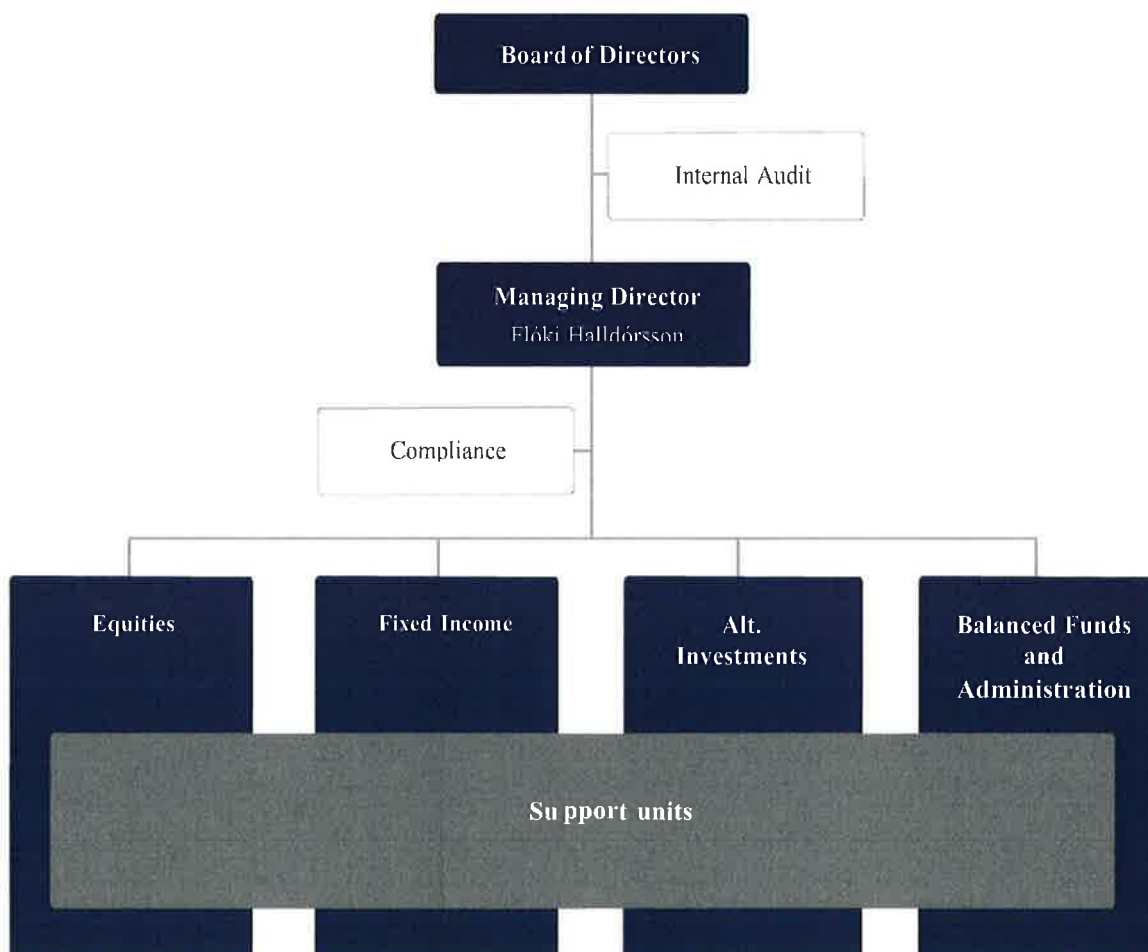 Board of Directors
Internal Audit
Managing Director
Flóki Halldórsson
Compliance
Equities
Fixed Income
Alt.
Investments
Balanced Funds
and
Administration
Support units